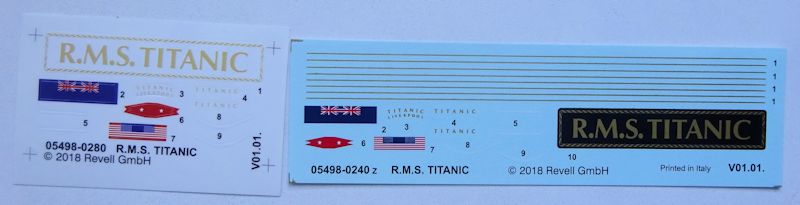 R.M.S. TITANIC
2
TITANIC
LIVERPOOL
3
TITANIC
4
1
TITANIC
5
6
8
7
9
05498-0280 R.M.S. TITANIC
© 2018 Revell GmbH
V01.01.
1
1
1
1
2
TITANIC
LIVERPOOL
TITANIC
3
4
TITANIC
5
6
7
8
9
10
R.M.S. TITANIC
05498-0240 z R.M.S. TITANIC
© 2018 Revell GmbH
Printed in Italy
V01.01.